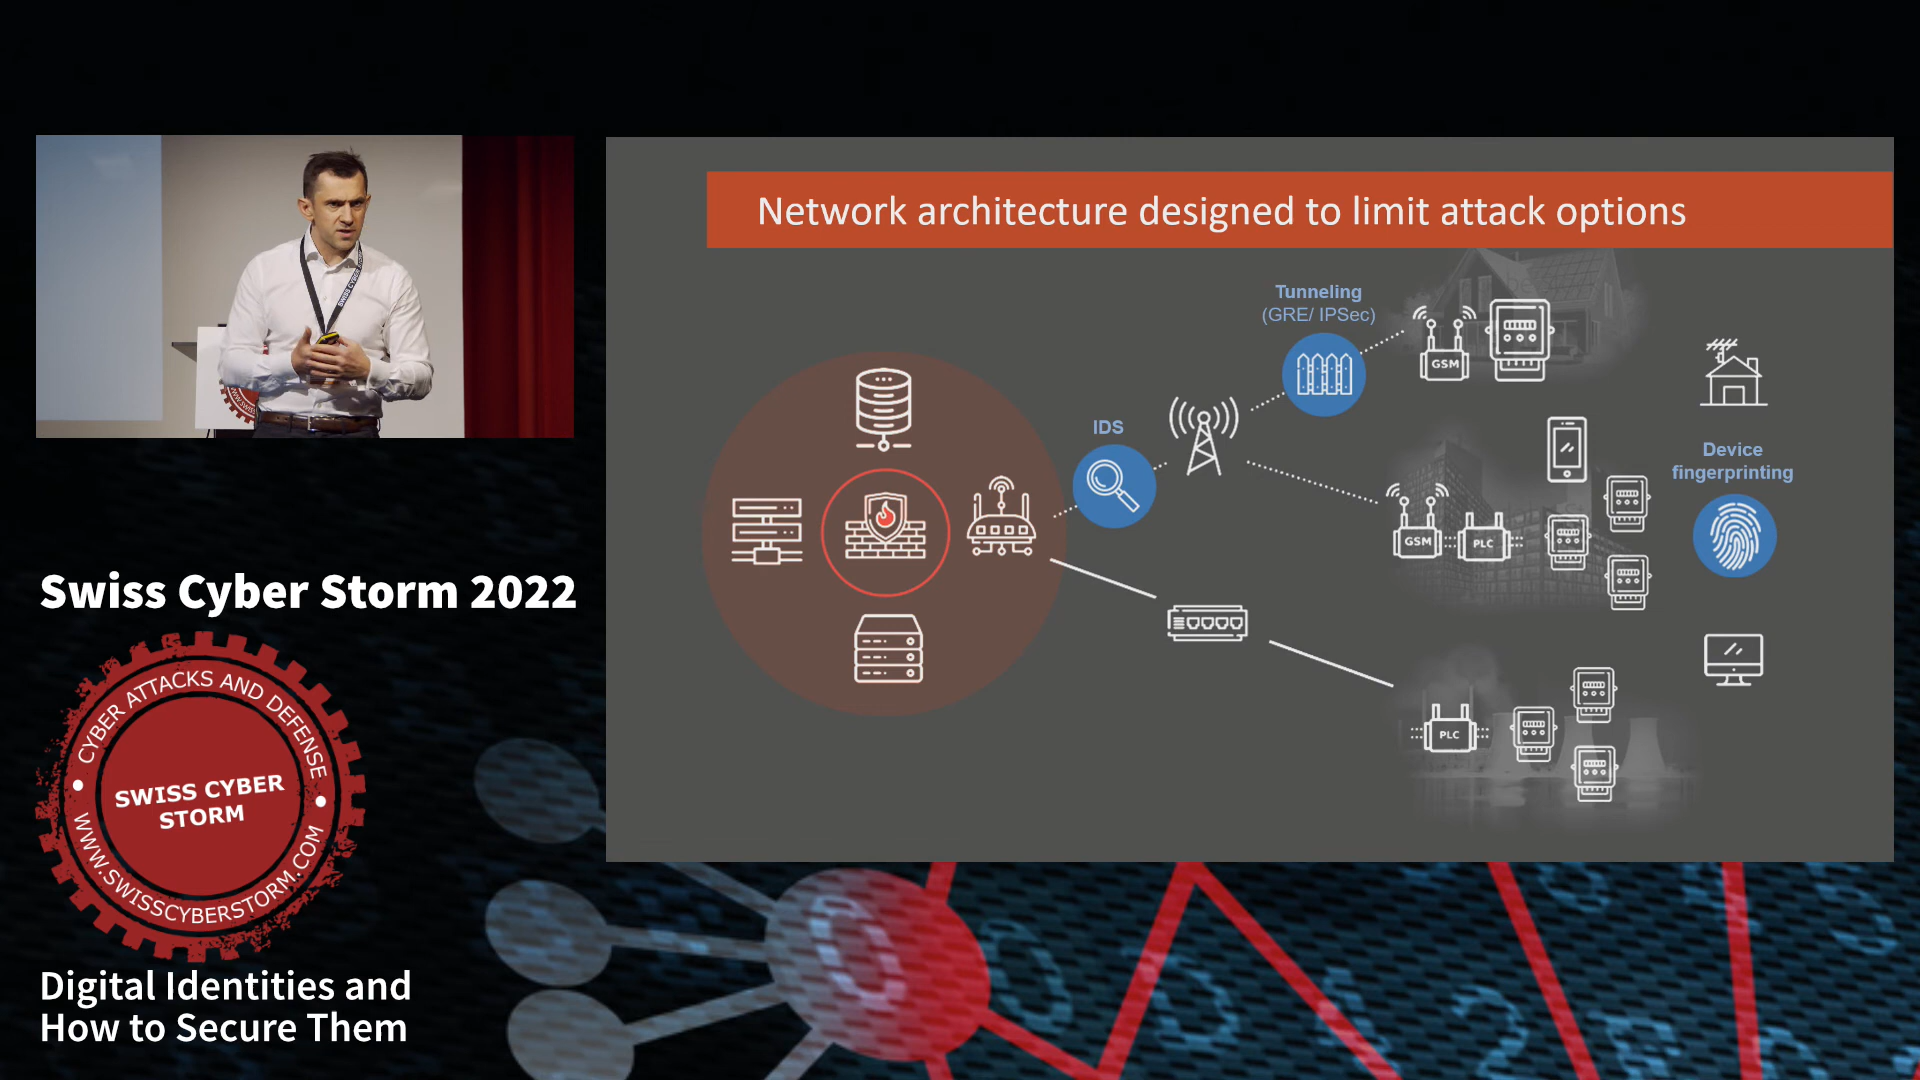 Network architecture designed to limit attack options
Tunneling
(GRE/ IPSec)
GSM
IDS
Device
fingerprinting
GSM
PLC
PLC
Swiss Cyber Storm 2022
CYBER ATTACKS AND DEFENSE
SWISS CYBER
STORM
WWW.SWISSCYBERSTORM.COM
Digital Identities and
How to Secure Them